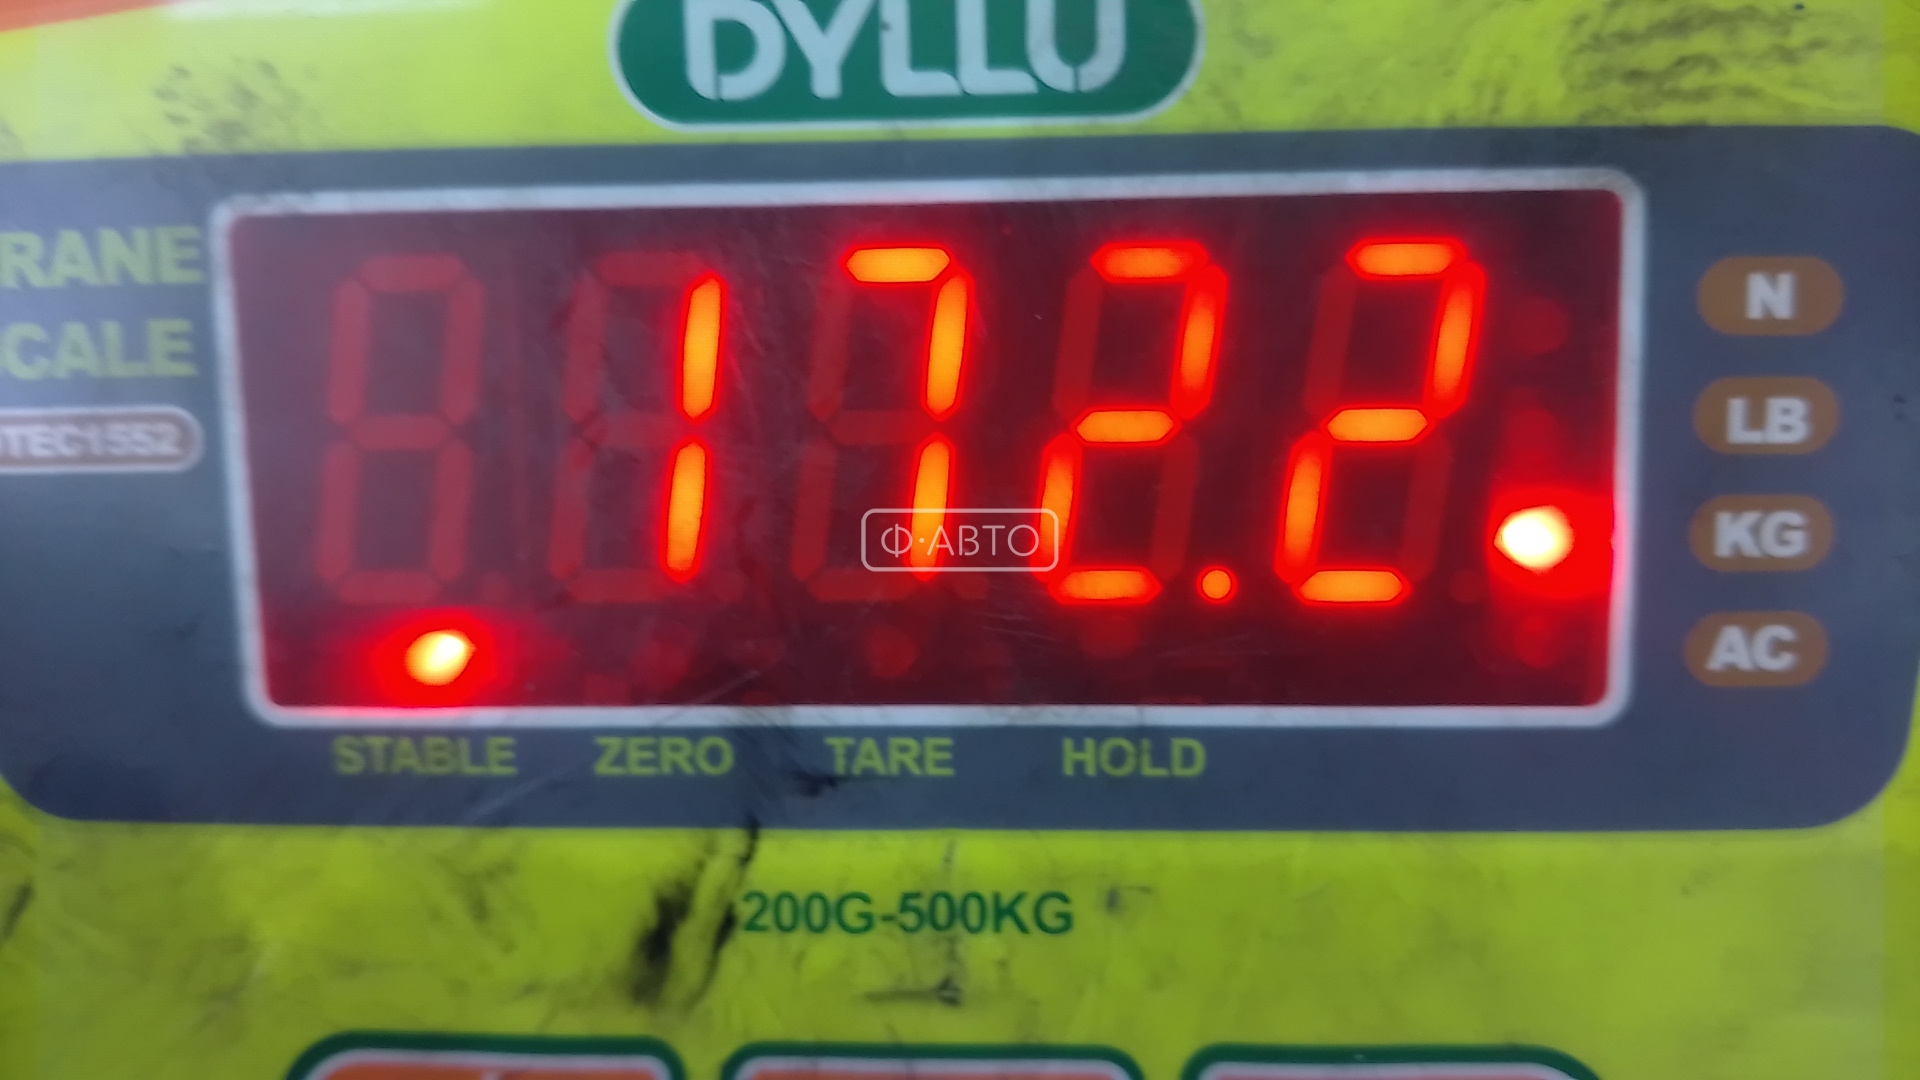 DYLLU
RANE
CALE
TEC1552
172.2
N
LB
KG
AC
Ф·АВТО
STABLE ZERO TARE HOLD
200G-500KG